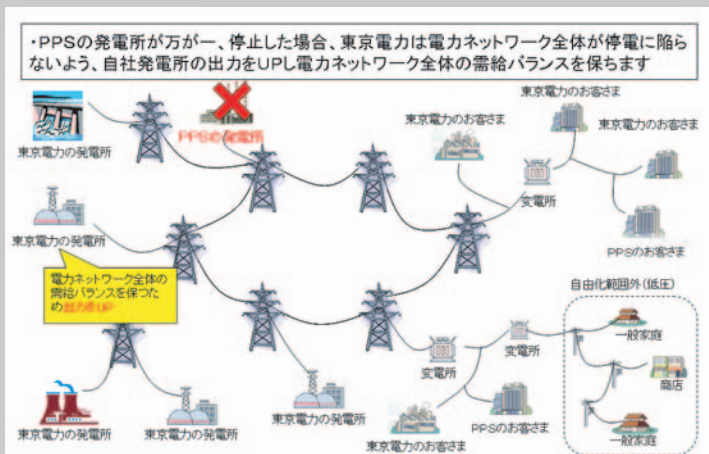 ・PPSの発電所が万が一、停止した場合、東京電力は電力ネットワーク全体が停電に陥ら
ないよう、自社発電所の出力をUPし電力ネットワーク全体の需給バランスを保ちます
東京電力のお客さま
東京電力のお客さま
東京電力のお客さま
PPSの発電所
東京電力の発電所
変電所
東京電力の発電所
PPSのお客さま
電力ネットワーク全体の
需給バランスを保つた
め出力をUP
自由化範囲外(低圧)
一般家庭
変電所
変電所
商店
東京電力の発電所
東京電力の発電所
東京電力の発電所
PPSのお客さま
東京電力のお客さま
一般家庭